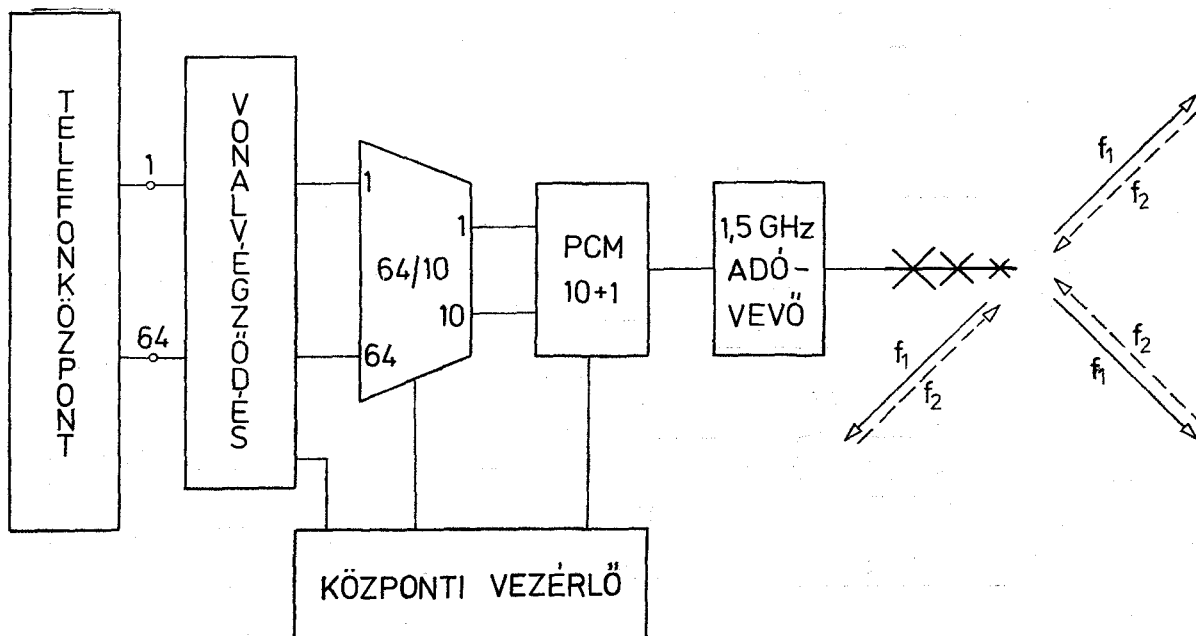 TELEFONKÖZPONT
1
64
VONALVÉGZŐDÉS
1
64/10
64
1
10
PCM
10+1
1,5 GHz
ADÓ-
VEVŐ
f₁
f₂
f₁
f₂
f₂
f₁
KÖZPONTI VEZÉRLŐ